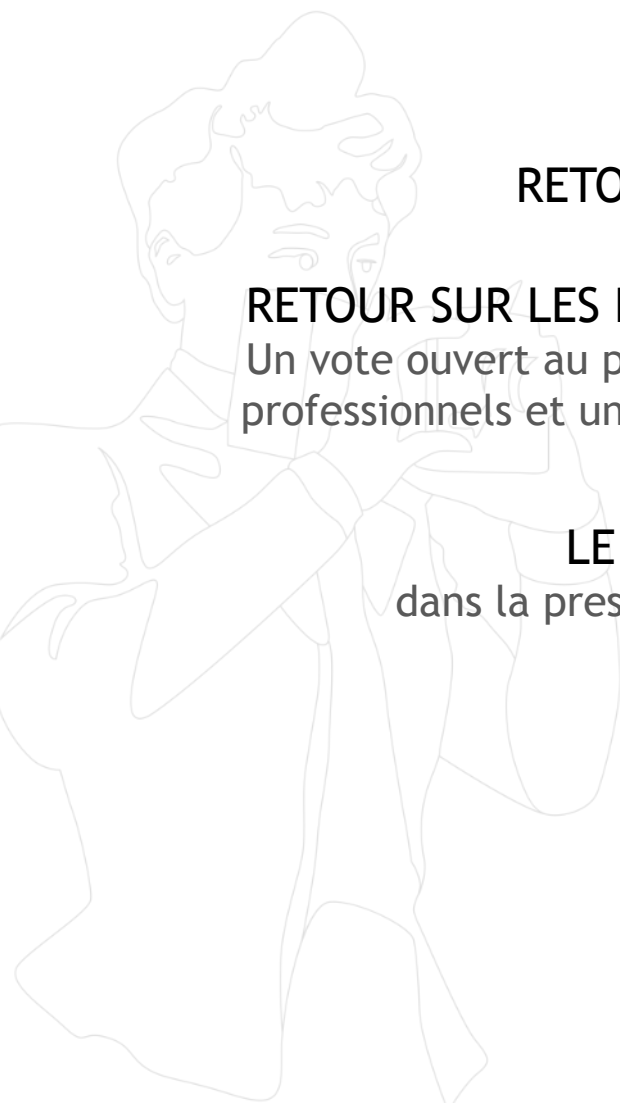 RETO
RETOUR SUR LES
Un vote ouvert au p
professionnels et un
LE
dans la pres